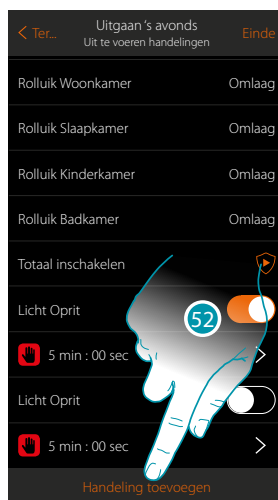 Ter...
Uitgaan 's avonds
Einde
Uit te voeren handelingen
Rolluik Woonkamer Omlaag
Rolluik Slaapkamer Omlaag
Rolluik Kinderkamer Omlaag
Rolluik Badkamer Omlaag
Totaal inschakelen
Licht Oprit
52
5 min : 00 sec
Licht Oprit
5 min : 00 sec
Handeling toevoegen